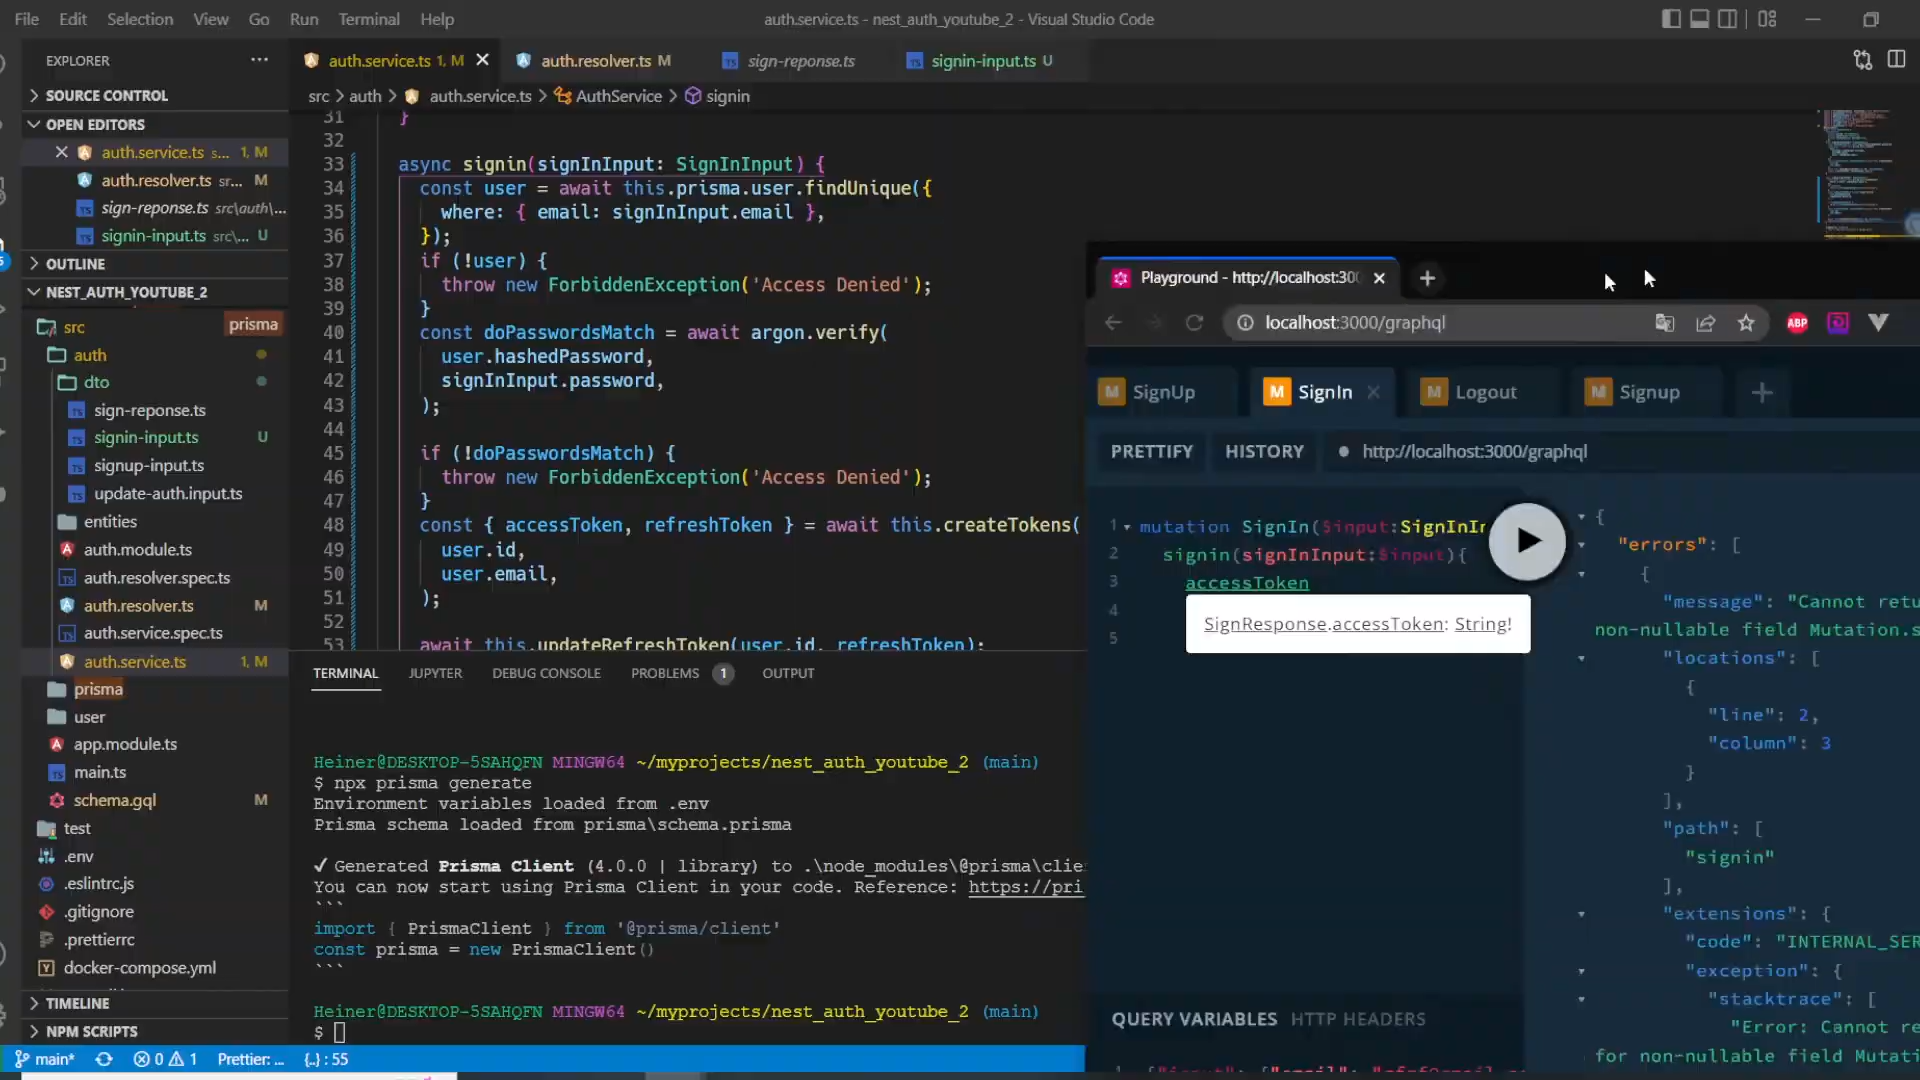 File Edit Selection View Go Run Terminal Help
auth.service.ts - nest_auth_youtube_2 - Visual Studio Code
EXPLORER
SOURCE CONTROL
OPEN EDITORS
auth.service.ts s... 1, M
auth.resolver.ts sr... M
sign-reponse.ts src\auth\...
signin-input.ts src\... U
OUTLINE
NEST_AUTH_YOUTUBE_2
src
prisma
auth
dto
sign-reponse.ts
signin-input.ts U
signup-input.ts
update-auth.input.ts
entities
auth.module.ts
auth.resolver.spec.ts
auth.resolver.ts M
auth.service.spec.ts
auth.service.ts 1, M
prisma
user
app.module.ts
main.ts
schema.gql M
test
.env
.eslintrc.js
.gitignore
.prettierrc
docker-compose.yml
TIMELINE
NPM SCRIPTS
main* 0 1 Prettier: ... {..} : 55
auth.service.ts 1, M auth.resolver.ts M sign-reponse.ts signin-input.ts U
src > auth > auth.service.ts > AuthService > signin
31 }
32
33 async signin(signInInput: SignInInput) {
34 const user = await this.prisma.user.findUnique({
35 where: { email: signInInput.email },
36 });
37 if (!user) {
38 throw new ForbiddenException('Access Denied');
39 }
40 const doPasswordsMatch = await argon.verify(
41 user.hashedPassword,
42 signInInput.password,
43 );
44
45 if (!doPasswordsMatch) {
46 throw new ForbiddenException('Access Denied');
47 }
48 const { accessToken, refreshToken } = await this.createTokens(
49 user.id,
50 user.email,
51 );
52
53 await this.updateRefreshToken(user.id, refreshToken);
TERMINAL JUPYTER DEBUG CONSOLE PROBLEMS 1 OUTPUT
Heiner@DESKTOP-5SAHQFN MINGW64 ~/myprojects/nest_auth_youtube_2 (main)
$ npx prisma generate
Environment variables loaded from .env
Prisma schema loaded from prisma\schema.prisma
✔ Generated Prisma Client (4.0.0 | library) to .\node_modules\@prisma\clie
You can now start using Prisma Client in your code. Reference: https://pri
```
import { PrismaClient } from '@prisma/client'
const prisma = new PrismaClient()
```
Heiner@DESKTOP-5SAHQFN MINGW64 ~/myprojects/nest_auth_youtube_2 (main)
$
Playground - http://localhost:300
localhost:3000/graphql
ABP
M SignUp M SignIn M Logout M Signup
PRETTIFY HISTORY http://localhost:3000/graphql
1 mutation SignIn($input:SignInIn
2 signin(signInInput:$input){
3 accessToken
4
5
SignResponse.accessToken: String!
{
"errors": [
{
"message": "Cannot retu
non-nullable field Mutation.s
"locations": [
{
"line": 2,
"column": 3
}
],
"path": [
"signin"
],
"extensions": {
"code": "INTERNAL_SER
"exception": {
"stacktrace": [
"Error: Cannot re
for non-nullable field Mutati
QUERY VARIABLES HTTP HEADERS